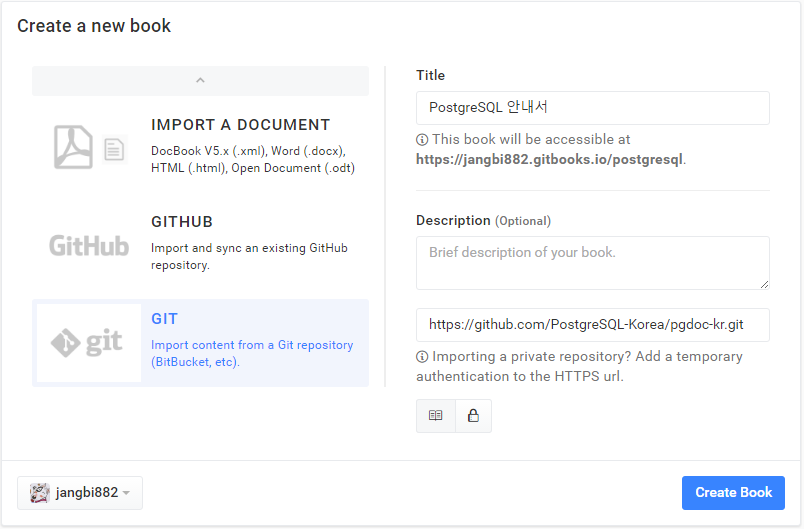 Create a new book
IMPORT A DOCUMENT
DocBook V5.x (.xml), Word (.docx),
HTML (.html), Open Document (.odt)
GitHub
GITHUB
Import and sync an existing GitHub
repository.
git
GIT
Import content from a Git repository
(BitBucket, etc).
Title
PostgreSQL 안내서
This book will be accessible at
https://jangbi882.gitbooks.io/postgresql.
Description (Optional)
Brief description of your book.
https://github.com/PostgreSQL-Korea/pgdoc-kr.git
Importing a private repository? Add a temporary
authentication to the HTTPS url.
jangbi882
Create Book